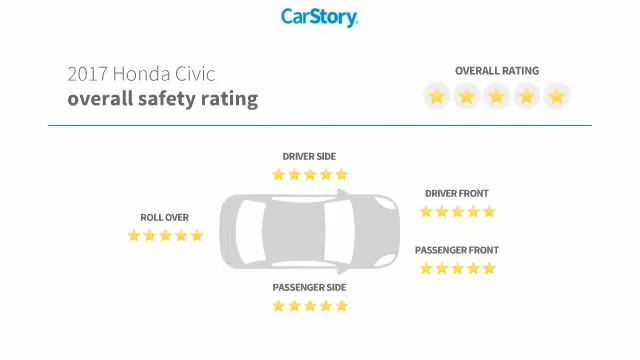 CarStory
2017 Honda Civic
overall safety rating
OVERALL RATING
DRIVER SIDE
DRIVER FRONT
ROLL OVER
PASSENGER FRONT
PASSENGER SIDE